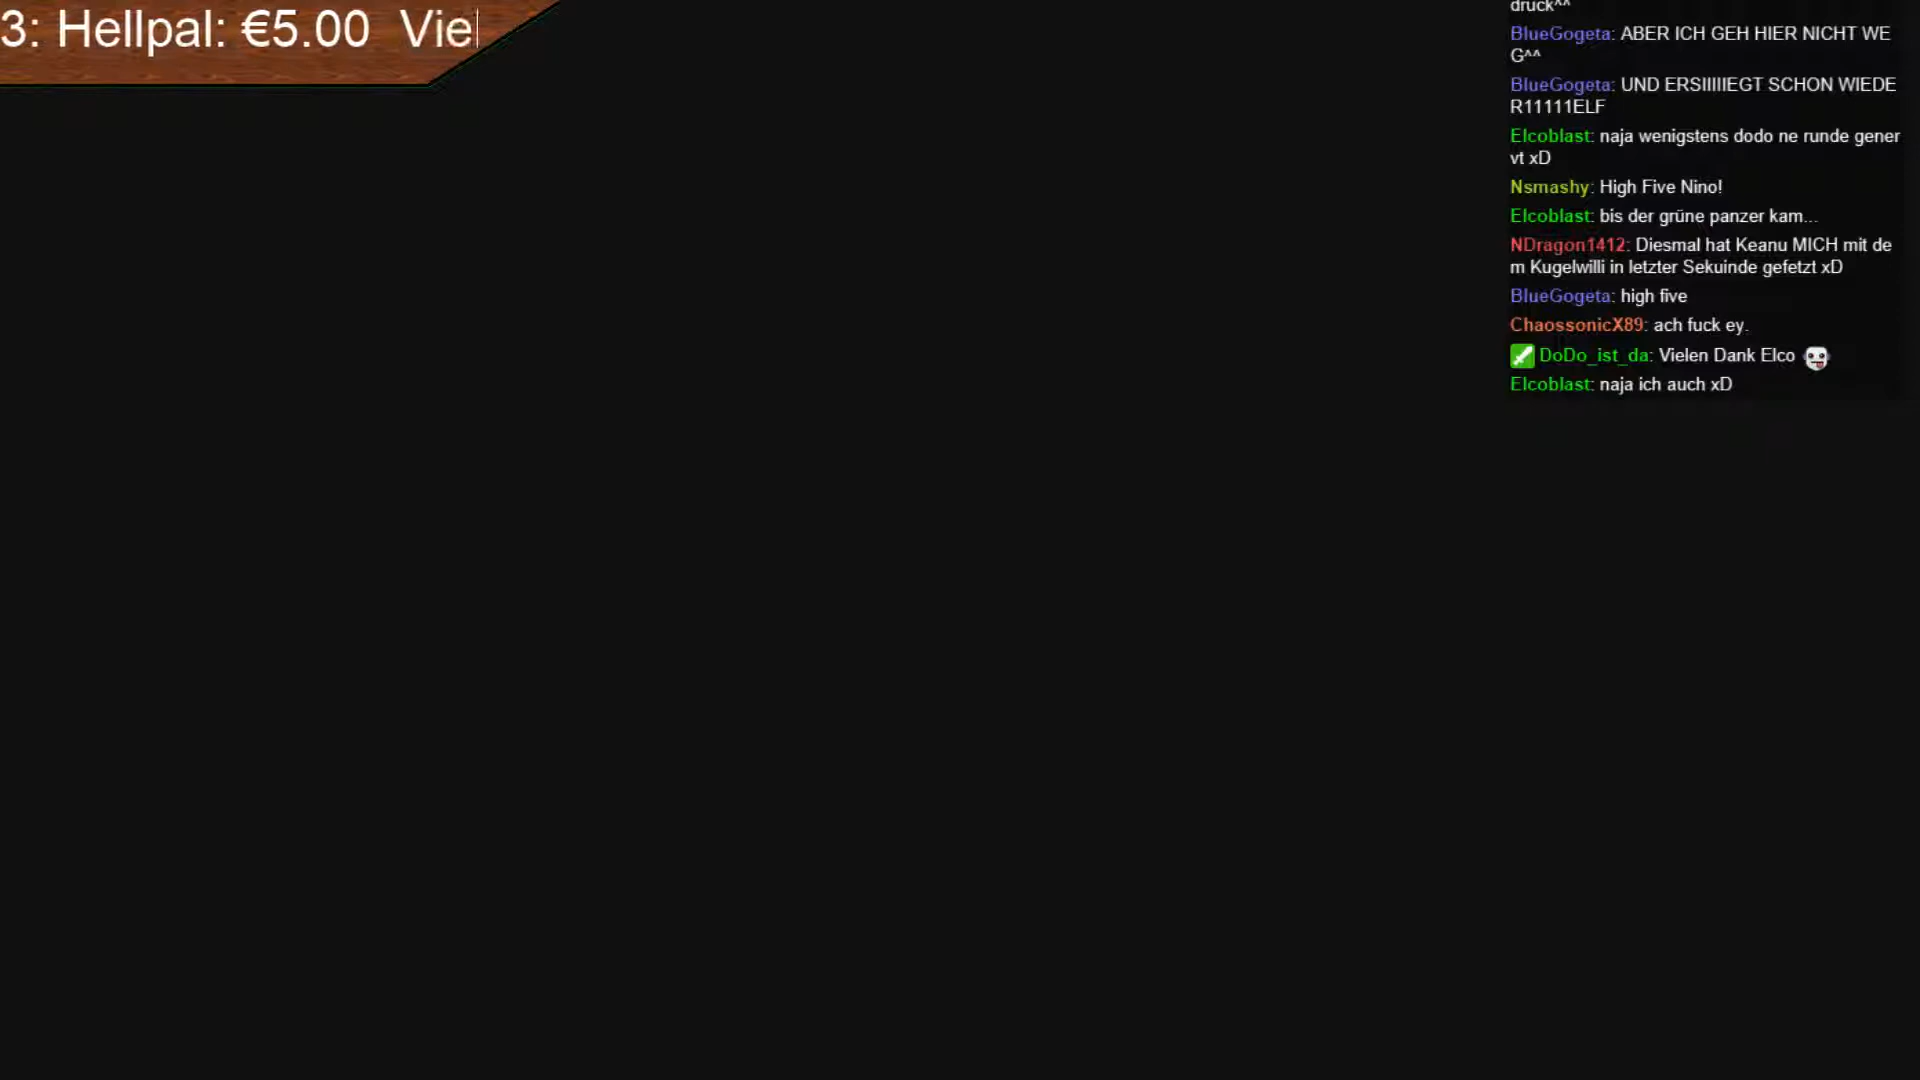 3: Hellpal: €5.00 Vie
druck^^
BlueGogeta: ABER ICH GEH HIER NICHT WE
G^^
BlueGogeta: UND ERSIIIIIEGT SCHON WIEDE
R11111ELF
Elcoblast: naja wenigstens dodo ne runde gener
vt xD
Nsmashy: High Five Nino!
Elcoblast: bis der grüne panzer kam...
NDragon1412: Diesmal hat Keanu MICH mit de
m Kugelwilli in letzter Sekuinde gefetzt xD
BlueGogeta: high five
ChaossonicX89: ach fuck ey.
DoDo_ist_da: Vielen Dank Elco
Elcoblast: naja ich auch xD